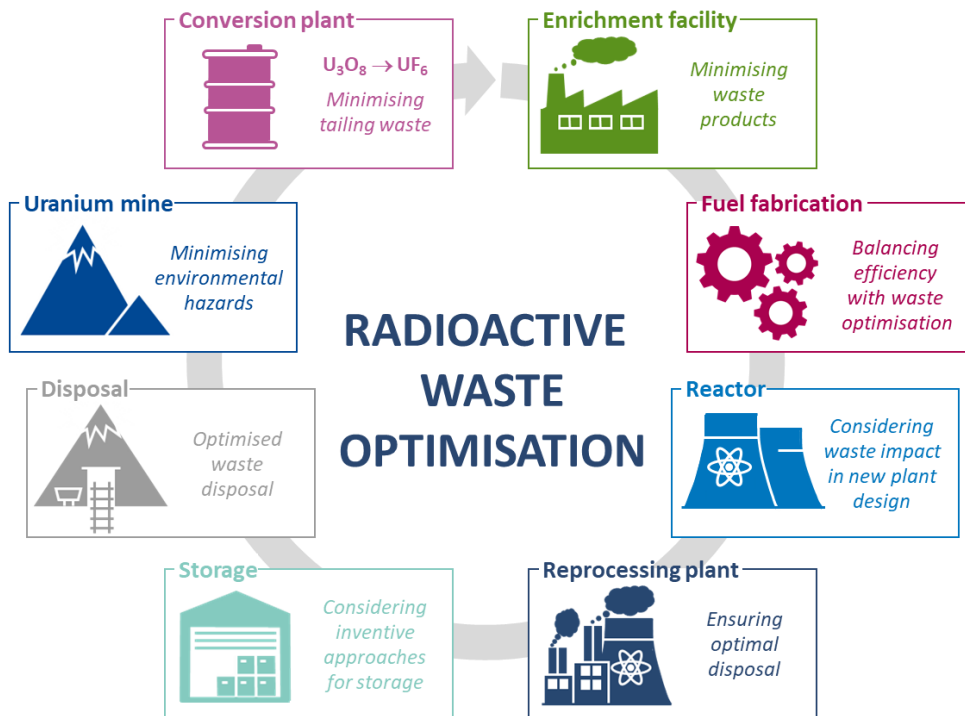 Conversion plant
U₃O₈ → UF₆
Minimising
tailing waste
Enrichment facility
Minimising
waste
products
Uranium mine
Minimising
environmental
hazards
Fuel fabrication
Balancing
efficiency
with waste
optimisation
RADIOACTIVE
WASTE
OPTIMISATION
Disposal
Optimised
waste
disposal
Reactor
Considering
waste impact
in new plant
design
Storage
Considering
inventive
approaches
for storage
Reprocessing plant
Ensuring
optimal
disposal